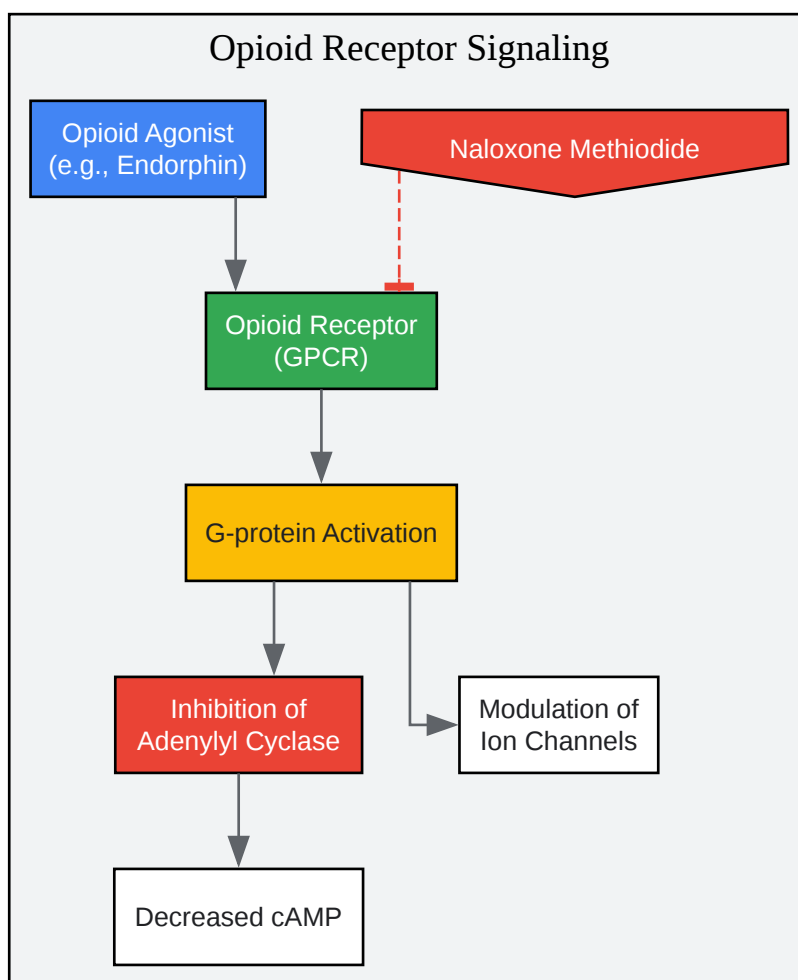 Opioid Receptor Signaling
Opioid Agonist
(e.g., Endorphin)
Naloxone Methiodide
Opioid Receptor
(GPCR)
G-protein Activation
Inhibition of
Adenylyl Cyclase
Modulation of
Ion Channels
Decreased cAMP